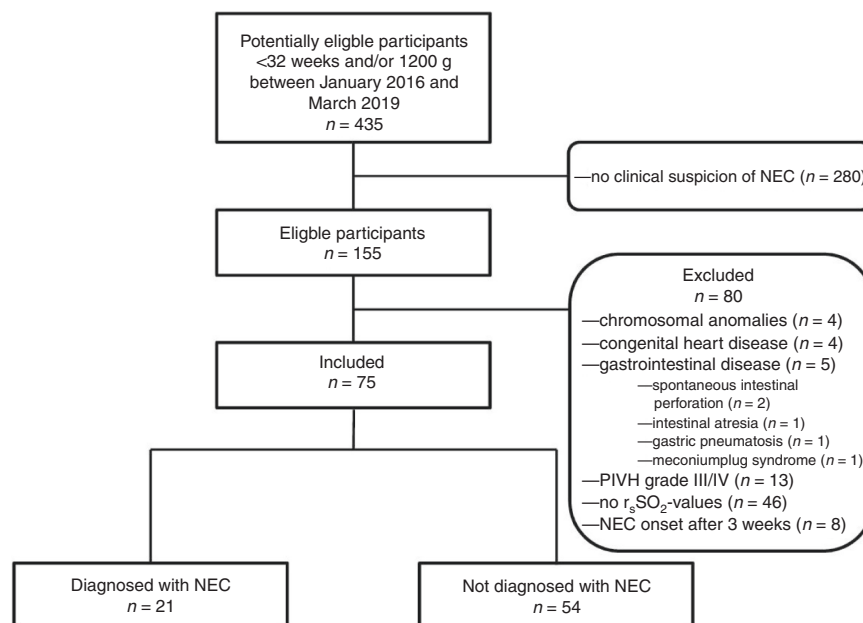 Potentially eligible participants
<32 weeks and/or 1200 g
between January 2016 and
March 2019
n = 435
—no clinical suspicion of NEC (n = 280)
Eligble participants
n = 155
Excluded
n = 80
—chromosomal anomalies (n = 4)
—congenital heart disease (n = 4)
—gastrointestinal disease (n = 5)
—spontaneous intestinal
perforation (n = 2)
—intestinal atresia (n = 1)
—gastric pneumatosis (n = 1)
—meconiumplug syndrome (n = 1)
—PIVH grade III/IV (n = 13)
—no rsSO2-values (n = 46)
—NEC onset after 3 weeks (n = 8)
Included
n = 75
Diagnosed with NEC
n = 21
Not diagnosed with NEC
n = 54